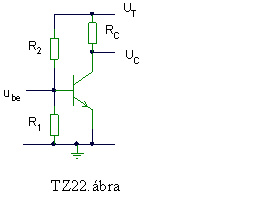 U_T
R_C
R_2
U_C
u_be
R_1
TZ22.ábra